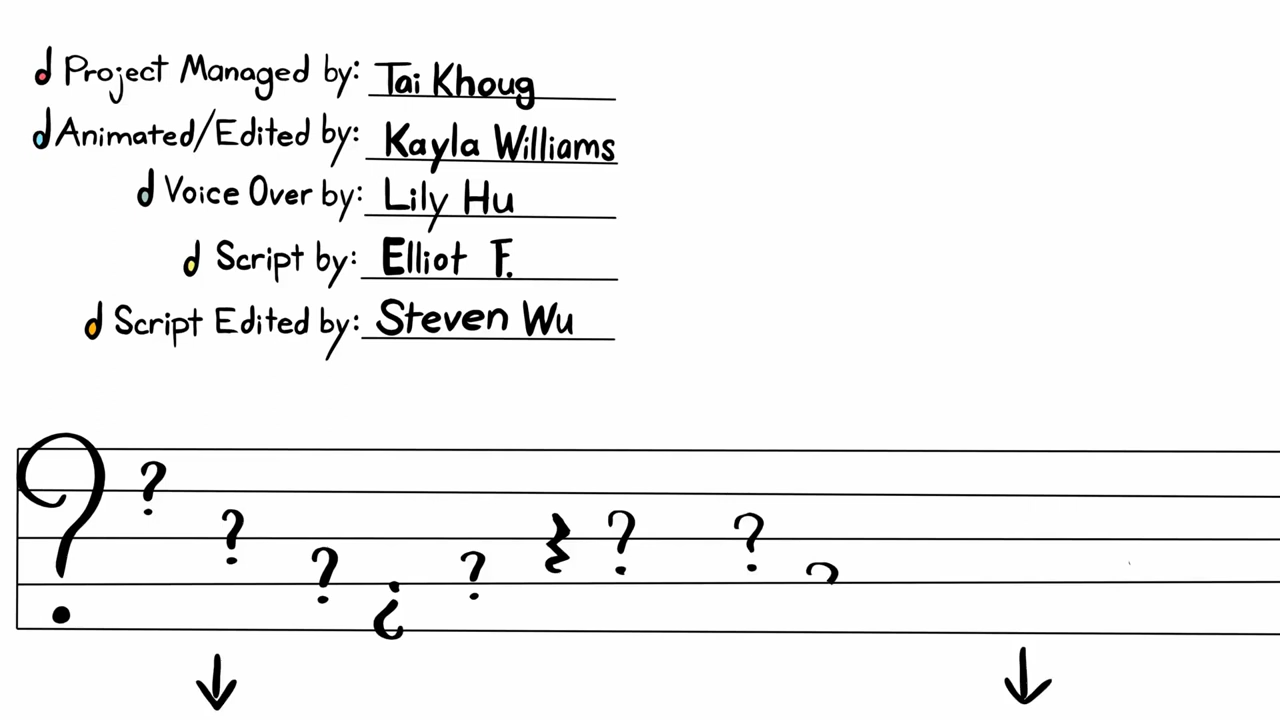 Project Managed by: Tai Khoug
Animated/Edited by: Kayla Williams
Voice Over by: Lily Hu
Script by: Elliot F.
Script Edited by: Steven Wu
? ? ? ? ¿ ? ? ?